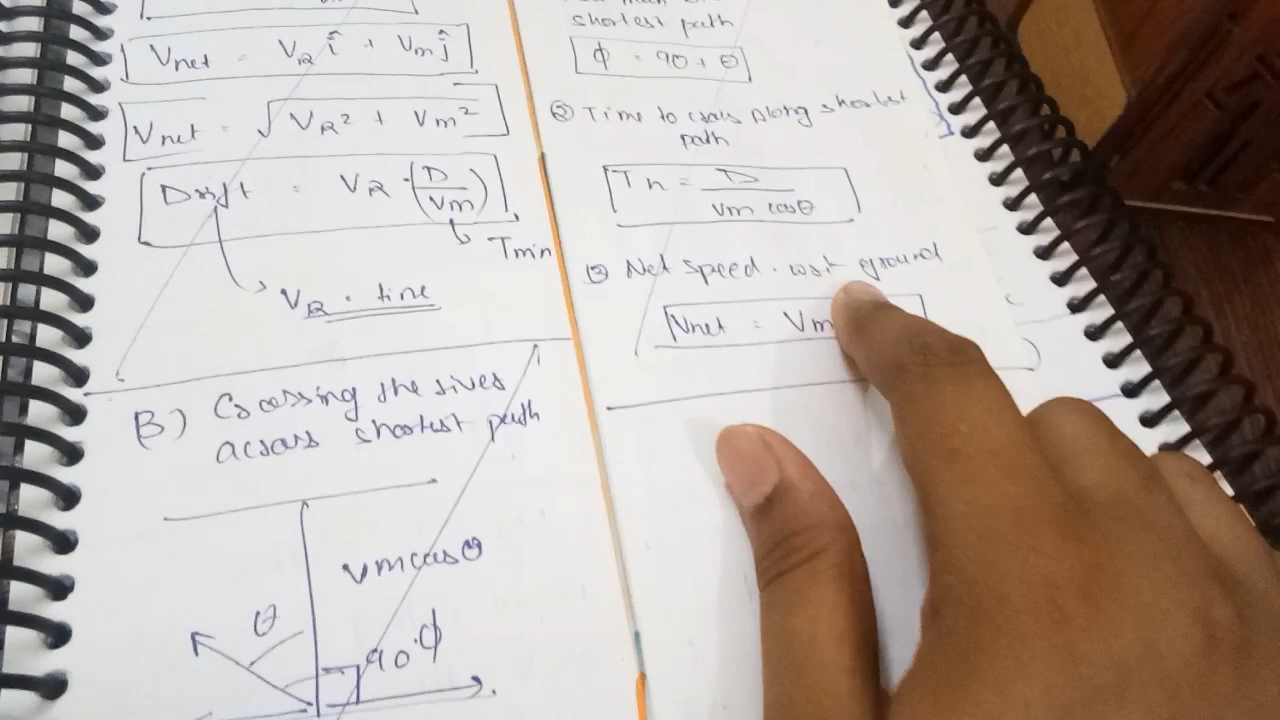 Vnet = VR î + Vm ĵ
Vnet = √VR² + Vm²
Drift = VR · (D/Vm)
Tmin
VR · time
B) Crossing the river
across shortest path
Vm cosθ
θ
90° ϕ
shortest path
ϕ = 90 + θ
② Time to cross along shortest
path
Tn = D/Vm cosθ
③ Net speed. w.r.t ground
Vnet = Vm